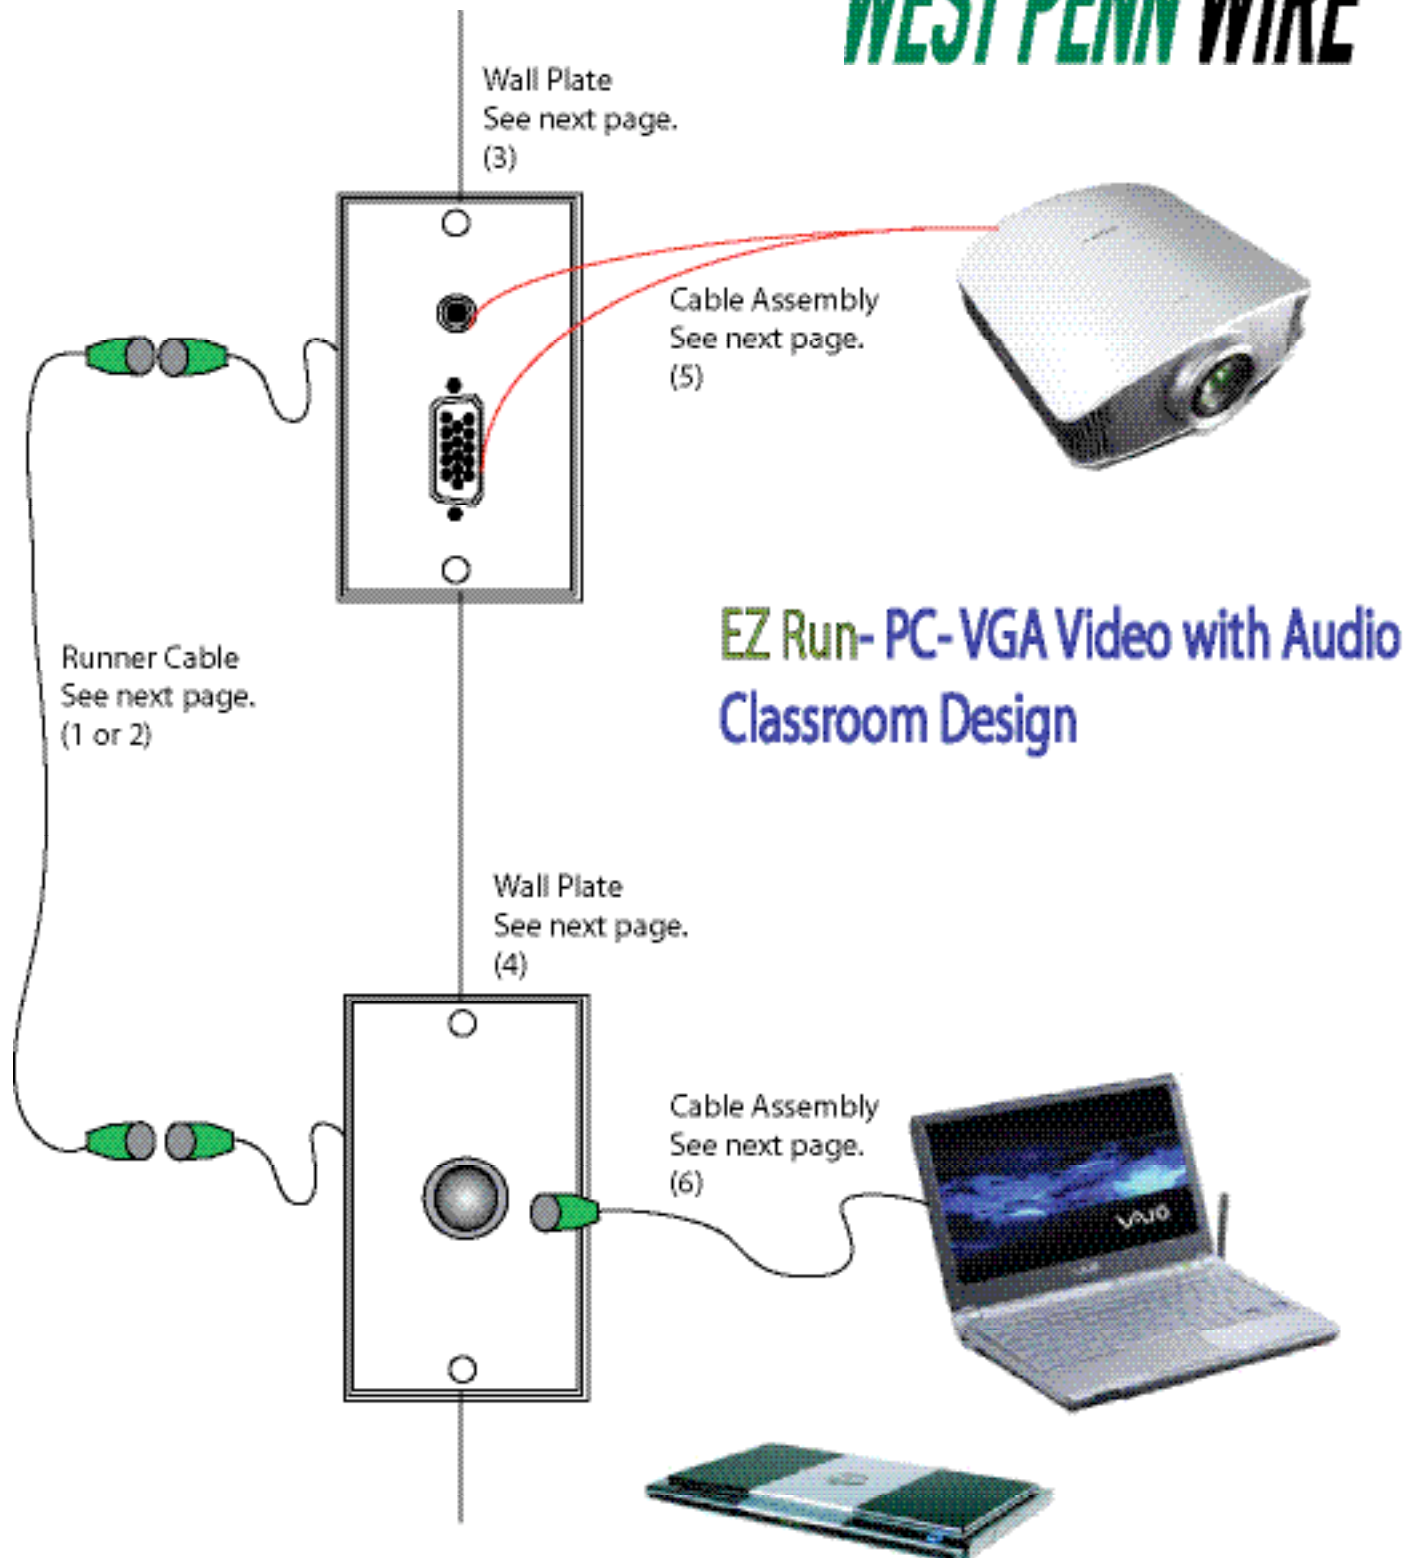 WEST PENN WIRE
Wall Plate
See next page.
(3)
Cable Assembly
See next page.
(5)
EZ Run- PC- VGA Video with Audio
Classroom Design
Runner Cable
See next page.
(1 or 2)
Wall Plate
See next page.
(4)
Cable Assembly
See next page.
(6)
VAIO